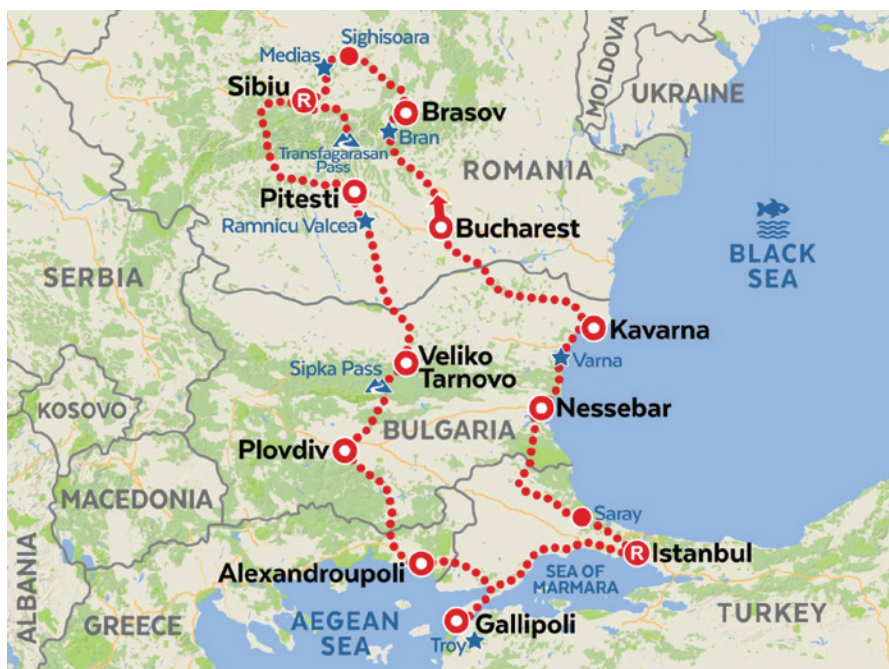 Sighisoara
Medias
Sibiu
R
Brasov
Bran
Transfagarasan
Pass
MOLDOVA
UKRAINE
ROMANIA
Pitesti
Ramnicu Valcea
Bucharest
BLACK
SEA
SERBIA
Kavarna
Varna
Veliko
Tarnovo
Sipka Pass
Nessebar
KOSOVO
BULGARIA
Plovdiv
MACEDONIA
Saray
R
Istanbul
Alexandroupoli
SEA OF
MARMARA
ALBANIA
GREECE
AEGEAN
SEA
Gallipoli
Troy
TURKEY